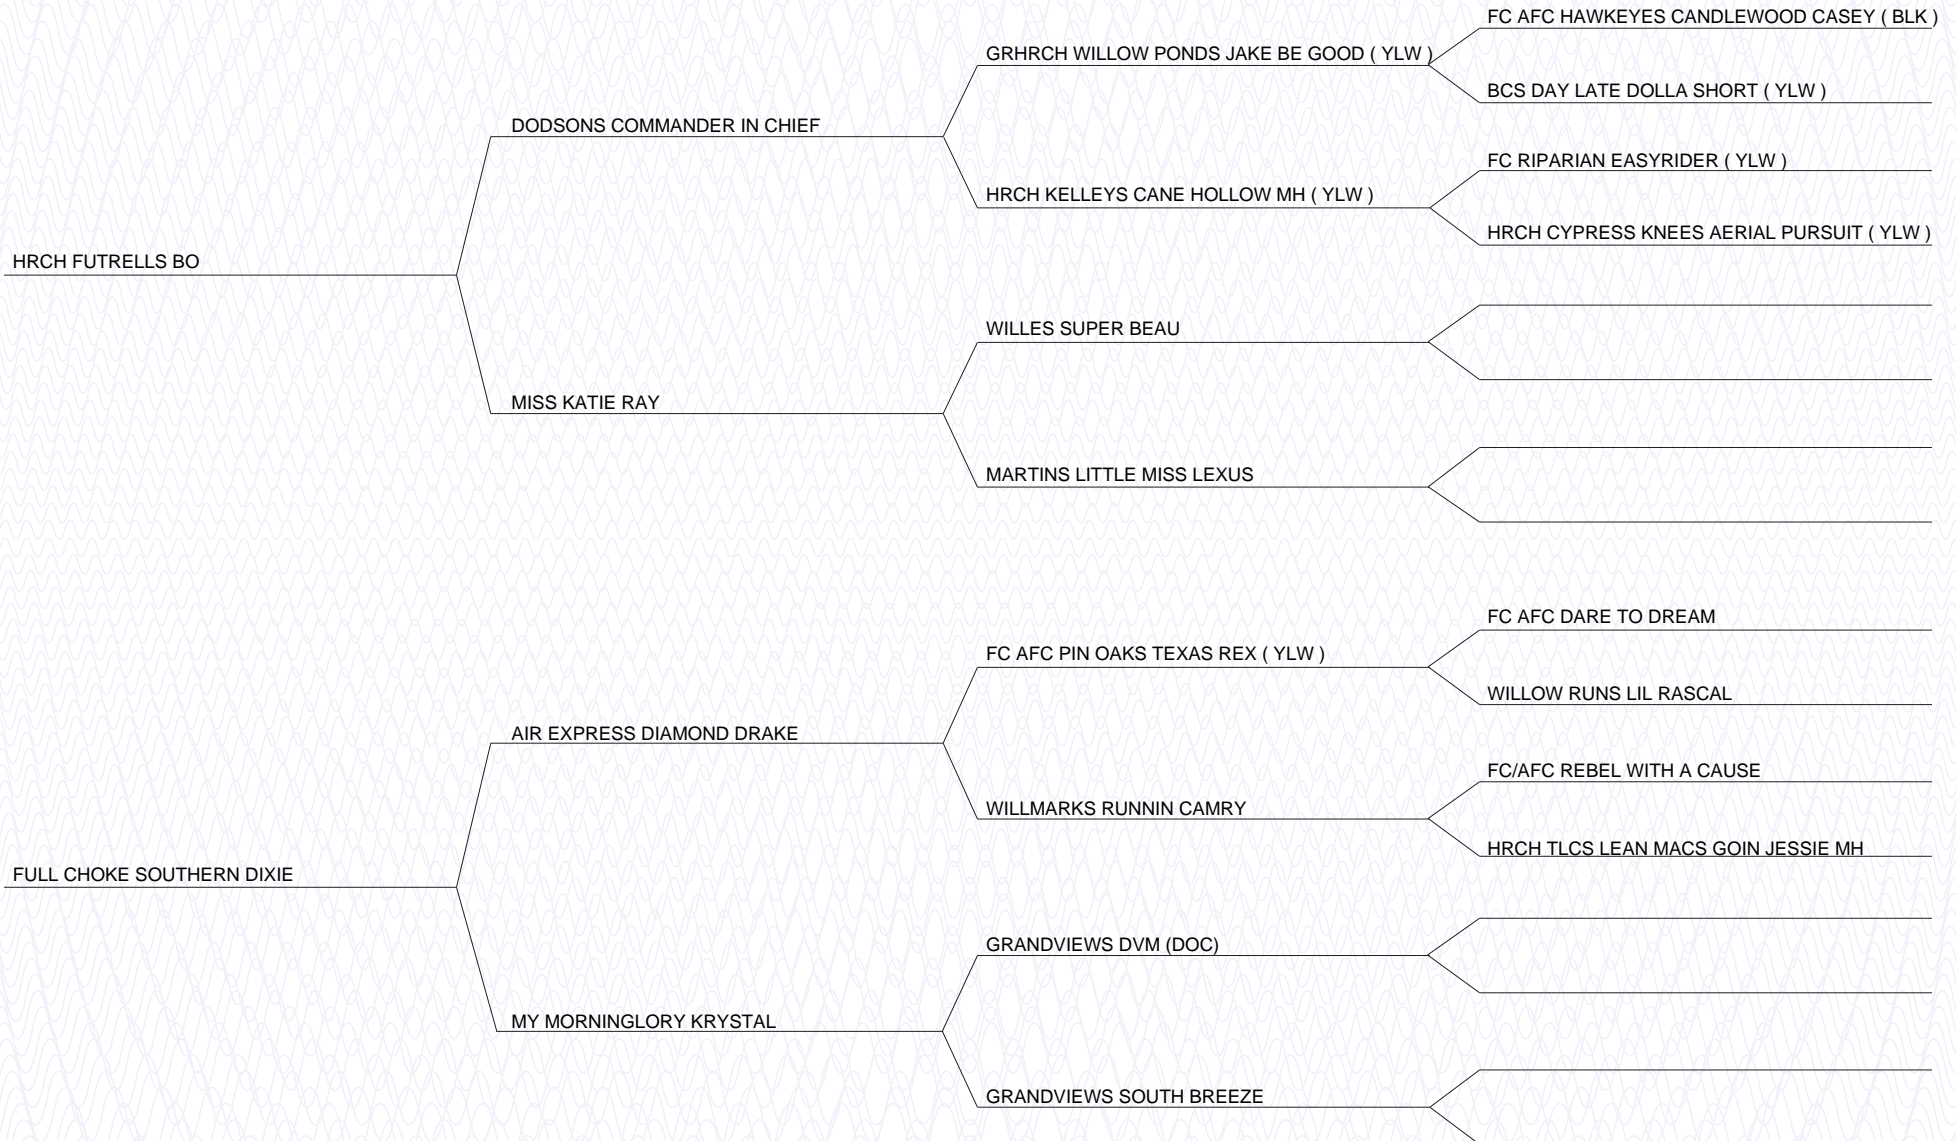 FC AFC HAWKEYES CANDLEWOOD CASEY ( BLK )
GRHRCH WILLOW PONDS JAKE BE GOOD ( YLW )
BCS DAY LATE DOLLA SHORT ( YLW )
DODSONS COMMANDER IN CHIEF
FC RIPARIAN EASYRIDER ( YLW )
HRCH KELLEYS CANE HOLLOW MH ( YLW )
HRCH CYPRESS KNEES AERIAL PURSUIT ( YLW )
HRCH FUTRELLS BO
WILLES SUPER BEAU
MISS KATIE RAY
MARTINS LITTLE MISS LEXUS
FC AFC DARE TO DREAM
FC AFC PIN OAKS TEXAS REX ( YLW )
WILLOW RUNS LIL RASCAL
AIR EXPRESS DIAMOND DRAKE
FC/AFC REBEL WITH A CAUSE
WILLMARKS RUNNIN CAMRY
HRCH TLCS LEAN MACS GOIN JESSIE MH
FULL CHOKE SOUTHERN DIXIE
GRANDVIEWS DVM (DOC)
MY MORNINGLORY KRYSTAL
GRANDVIEWS SOUTH BREEZE